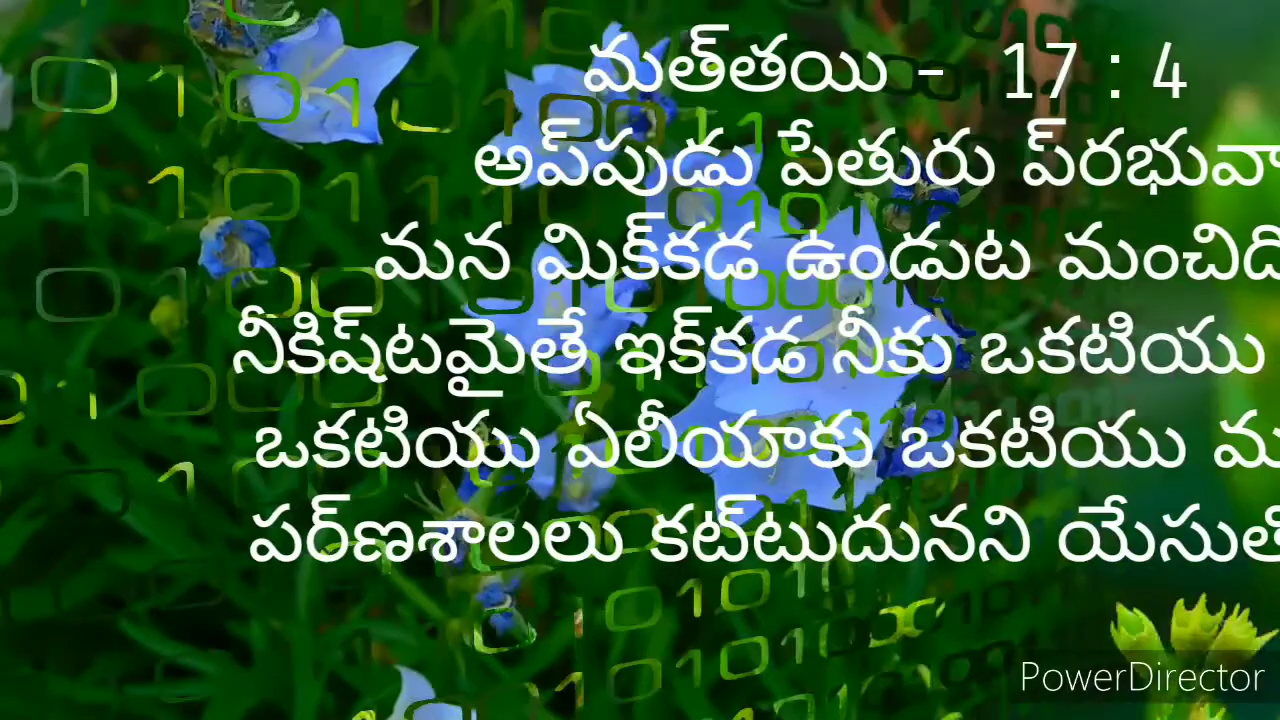 మత్తయి - 17 : 4
అప్పుడు పేతురు ప్రభువా
మన మిక్కడ ఉండుట మంచిది
నీకిష్టమైతే ఇక్కడ నీకు ఒకటియు
ఒకటియు ఏలీయాకు ఒకటియు మ
పర్ణశాలలు కట్టుదునని యేసుతి
PowerDirector